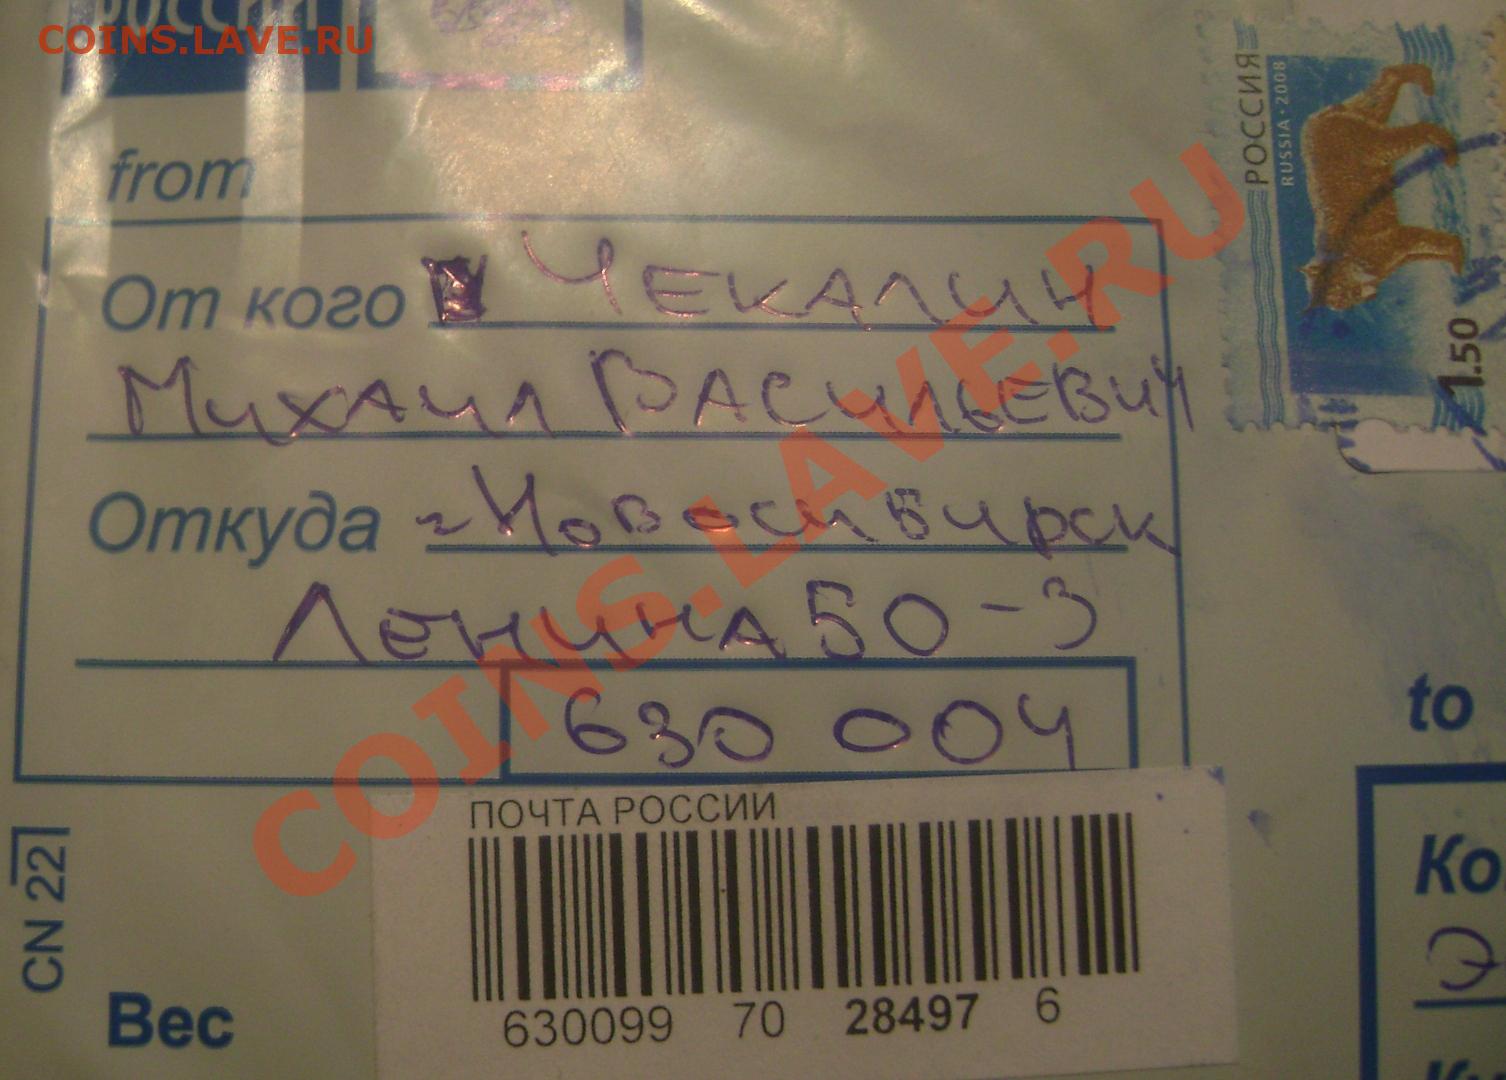 РОССИИ
COINS.LAVE.RU
from
От кого Чекалин
Михаил Васильевич
Откуда г Новосибирск
Ленина 50-3
630 004
РОССИЯ
RUSSIA · 2008
1.50
COINS.LAVE.RU
to
ПОЧТА РОССИИ
630099 70 28497 6
CN 22
Вес
Ко